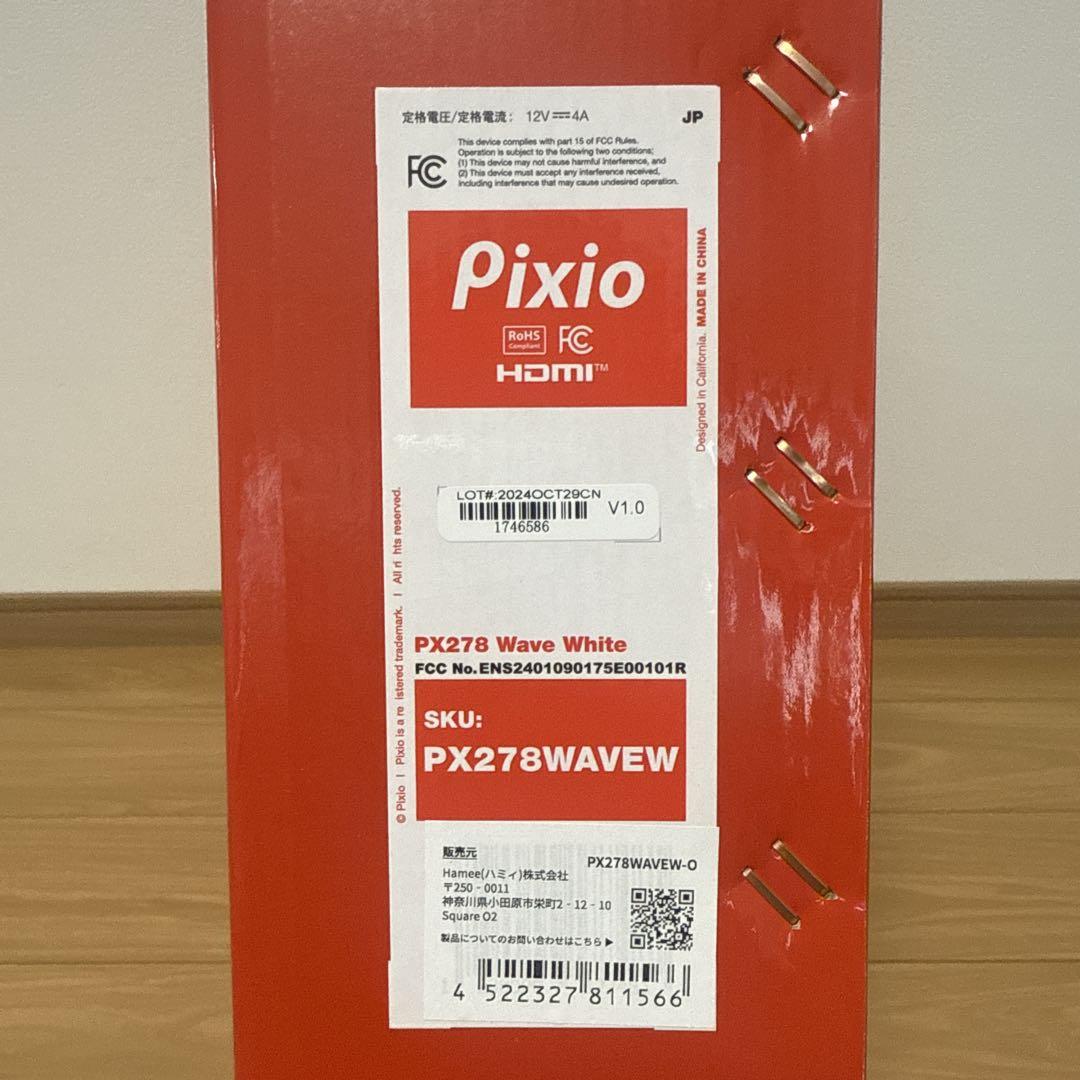 定格電圧/定格電流： 12V⎓4A
JP
FC
This device complies with part 15 of FCC Rules.
Operation is subject to the following two conditions;
(1) This device may not cause harmful interference, and
(2) This device must accept any interference received,
including interference that may cause undesired operation.
Pixio
RoHS
Compliant
FC
HDMI™
Designed in California. MADE IN CHINA
LOT#:2024OCT29CN
V1.0
1746586
© Pixio | Pixio is a re istered trademark. | All ri hts reserved.
PX278 Wave White
FCC No.ENS2401090175E00101R
SKU:
PX278WAVEW
販売元
PX278WAVEW-O
Hamee(ハミィ)株式会社
〒250‐0011
神奈川県小田原市栄町2‐12‐10
Square O2
製品についてのお問い合わせはこちら▶
4 522327 811566